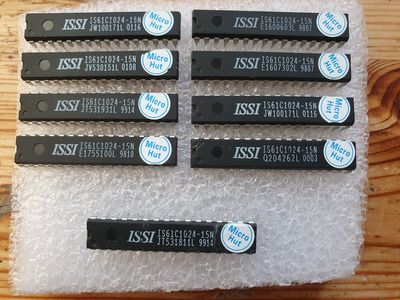 ISSI IS61C1024-15N
JW100171L 0116
Micro Hut
ISSI IS61C1024-15N
E1600603L 9807
Micro Hut
ISSI IS61C1024-15N
JV530151L 0108
Micro Hut
ISSI IS61C1024-15N
E1607302L 9807
Micro Hut
ISSI IS61C1024-15N
JT531931L 9914
Micro Hut
ISSI IS61C1024-15N
JW100171L 0116
Micro Hut
ISSI IS61C1024-15N
E1755100L 9810
Micro Hut
ISSI IS61C1024-15N
Q204262L 0003
Micro Hut
ISSI IS61C1024-15N
JT531811L 9914
Micro Hut